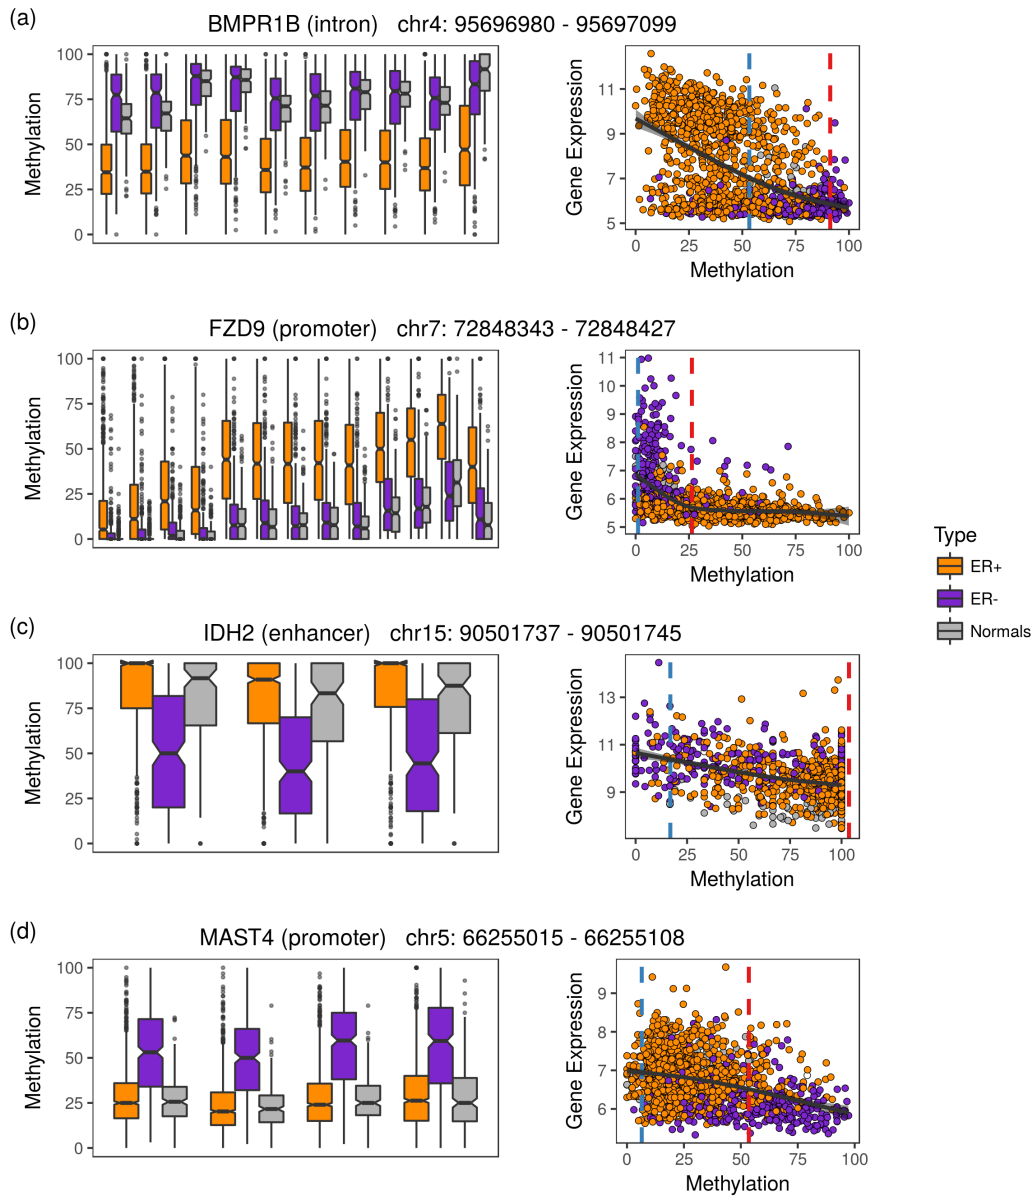 (a)
BMPR1B (intron) chr4: 95696980 - 95697099
100
75
50
25
0
Methylation
11
9
7
5
Gene Expression
0 25 50 75 100
Methylation
(b)
FZD9 (promoter) chr7: 72848343 - 72848427
100
75
50
25
0
Methylation
11
10
9
8
7
6
5
Gene Expression
0 25 50 75 100
Methylation
Type
ER+
ER-
Normals
(c)
IDH2 (enhancer) chr15: 90501737 - 90501745
100
75
50
25
0
Methylation
13
11
9
Gene Expression
0 25 50 75 100
Methylation
(d)
MAST4 (promoter) chr5: 66255015 - 66255108
100
75
50
25
0
Methylation
9
8
7
6
Gene Expression
0 25 50 75 100
Methylation